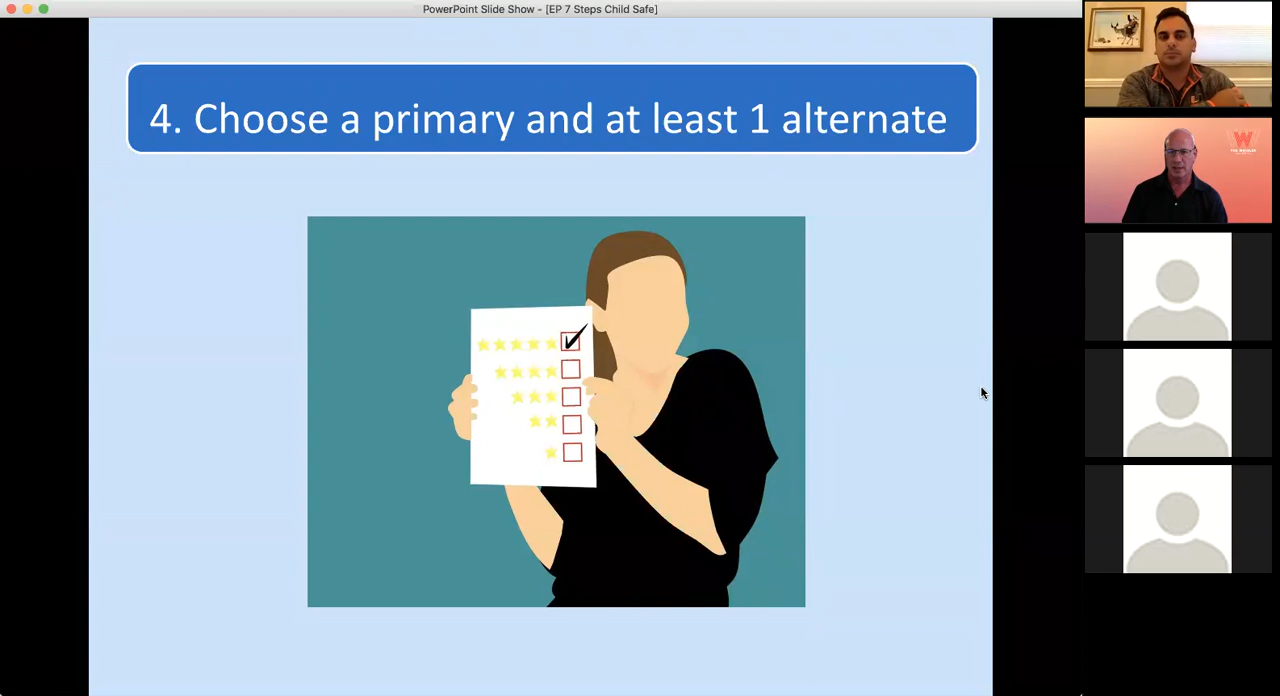 PowerPoint Slide Show - [EP 7 Steps Child Safe]
4. Choose a primary and at least 1 alternate
W